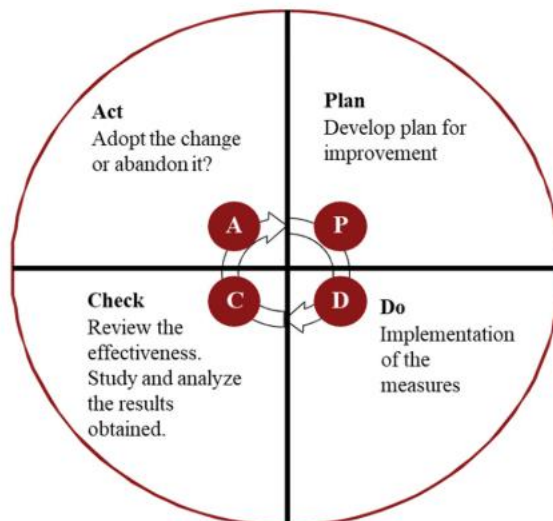 Act
Adopt the change
or abandon it?
Plan
Develop plan for
improvement
A
P
C
D
Check
Review the
effectiveness.
Study and analyze
the results
obtained.
Do
Implementation
of the
measures